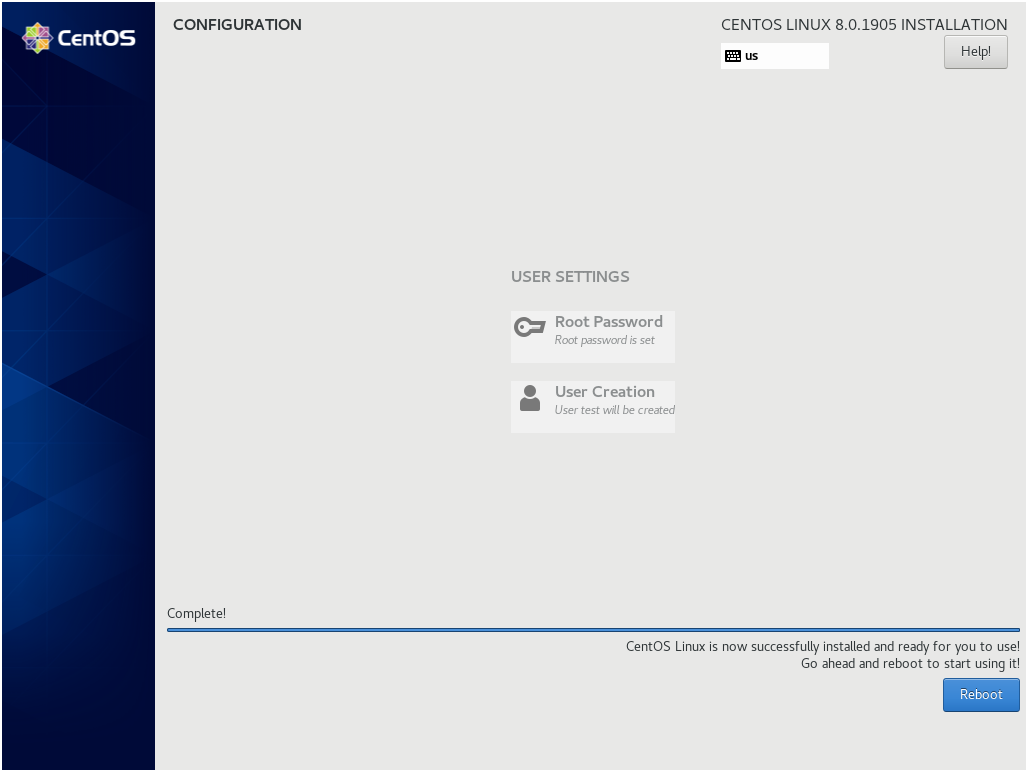 CentOS
CONFIGURATION
CENTOS LINUX 8.0.1905 INSTALLATION
us
Help!
USER SETTINGS
Root Password
Root password is set
User Creation
User test will be created
Complete!
CentOS Linux is now successfully installed and ready for you to use!
Go ahead and reboot to start using it!
Reboot